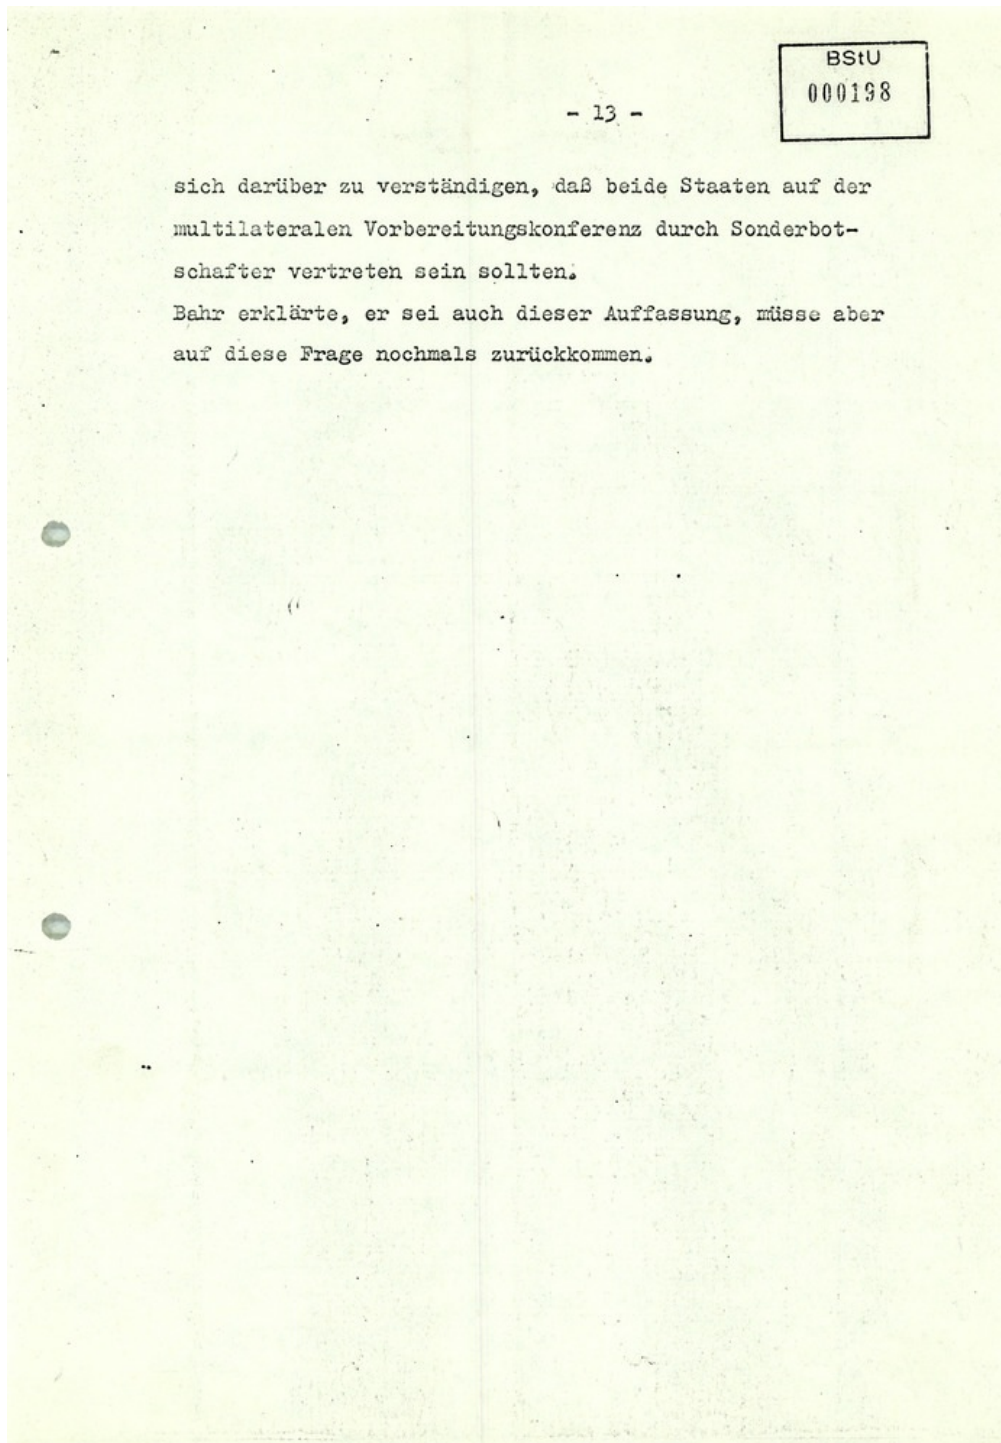 BStU
000198
- 13 -
sich darüber zu verständigen, daß beide Staaten auf der
multilateralen Vorbereitungskonferenz durch Sonderbot-
schafter vertreten sein sollten.
Bahr erklärte, er sei auch dieser Auffassung, müsse aber
auf diese Frage nochmals zurückkommen.